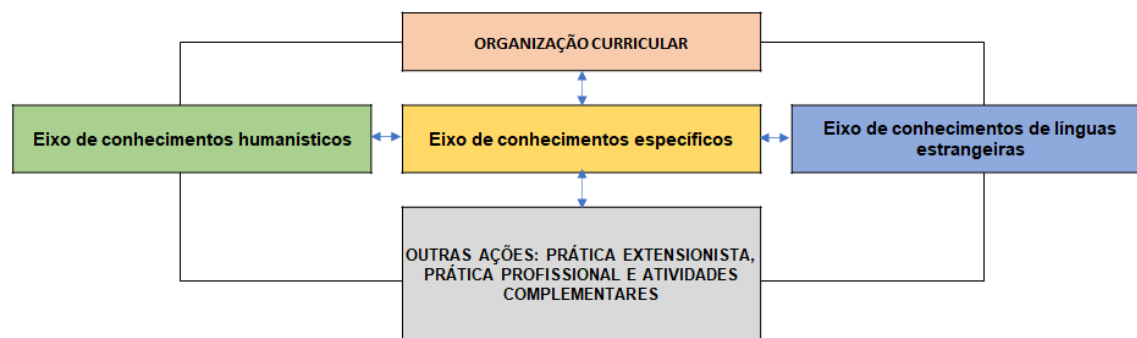 ORGANIZAÇÃO CURRICULAR
Eixo de conhecimentos humanísticos
Eixo de conhecimentos específicos
Eixo de conhecimentos de línguas
estrangeiras
OUTRAS AÇÕES: PRÁTICA EXTENSIONISTA,
PRÁTICA PROFISSIONAL E ATIVIDADES
COMPLEMENTARES